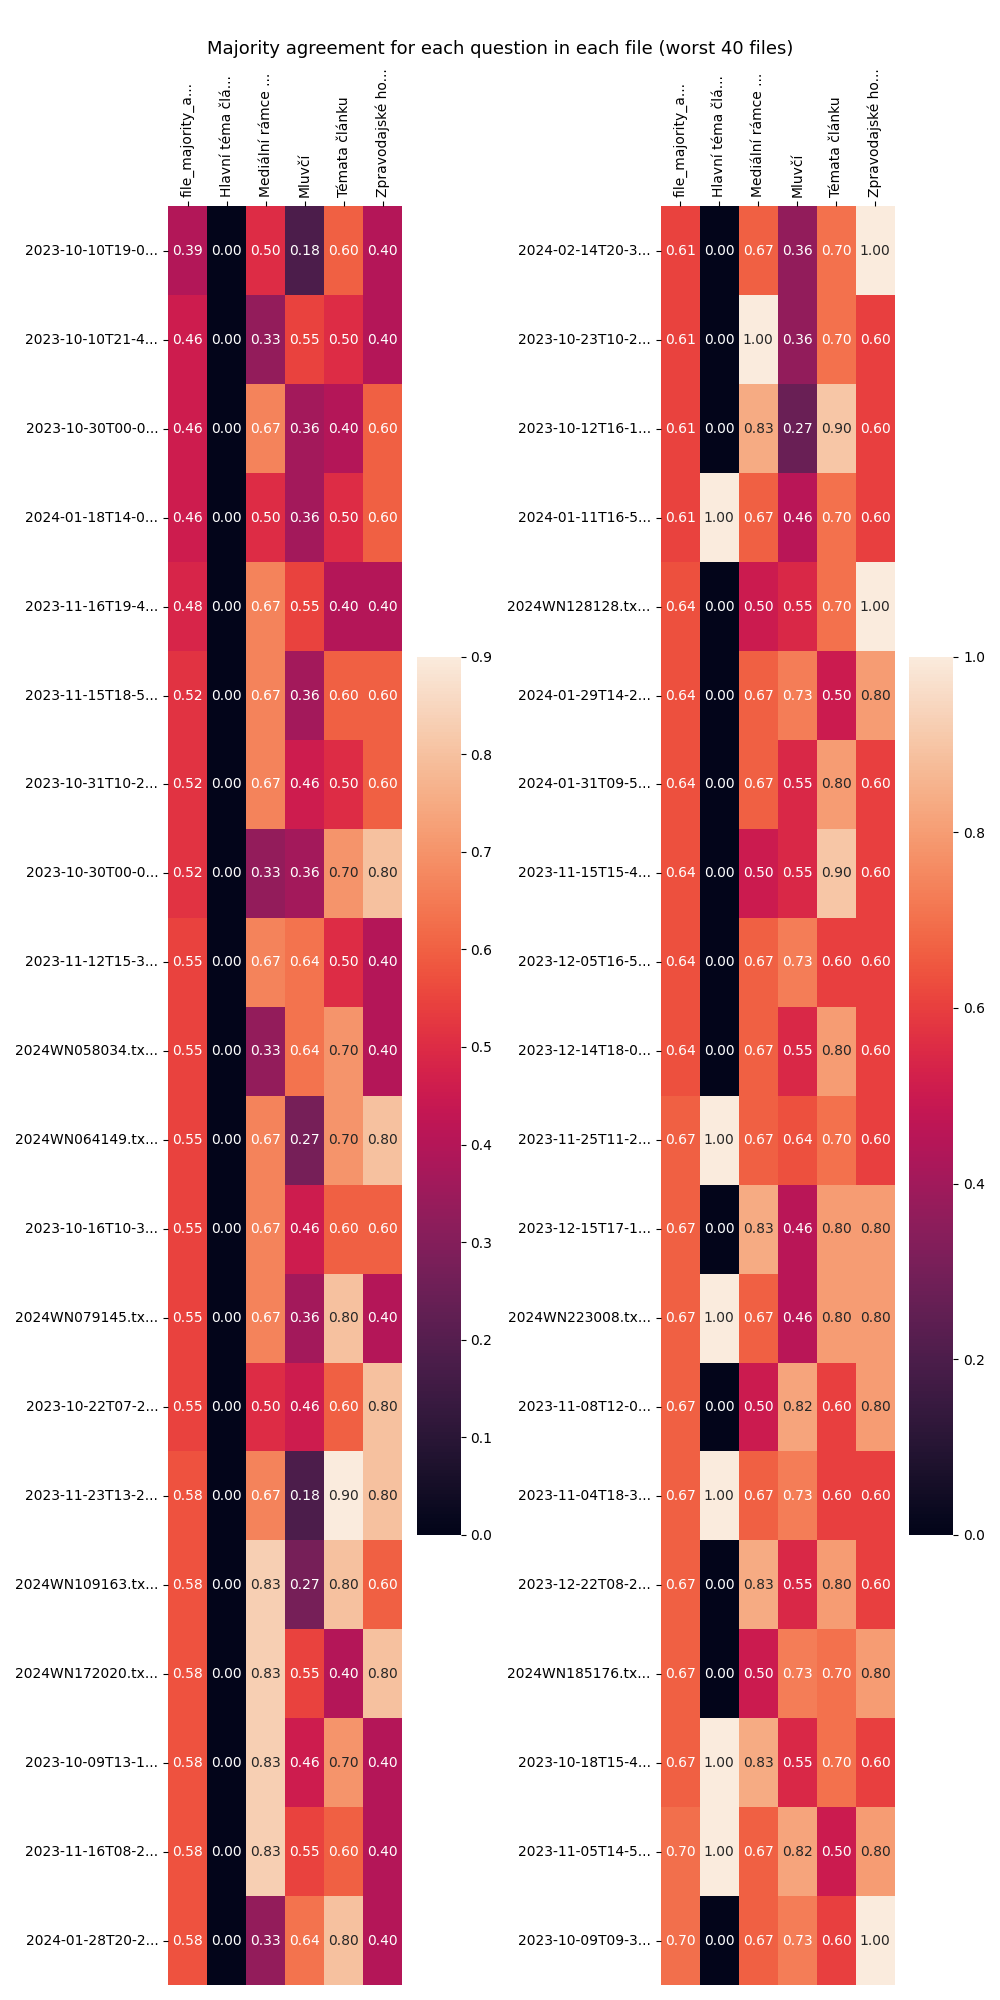 Majority agreement for each question in each file (worst 40 files)
file_majority_a... Hlavní téma člá... Mediální rámce ... Mluvčí Témata článku Zpravodajské ho...
2023-10-10T19-0... 0.39 0.00 0.50 0.18 0.60 0.40
2023-10-10T21-4... 0.46 0.00 0.33 0.55 0.50 0.40
2023-10-30T00-0... 0.46 0.00 0.67 0.36 0.40 0.60
2024-01-18T14-0... 0.46 0.00 0.50 0.36 0.50 0.60
2023-11-16T19-4... 0.48 0.00 0.67 0.55 0.40 0.40
2023-11-15T18-5... 0.52 0.00 0.67 0.36 0.60 0.60
2023-10-31T10-2... 0.52 0.00 0.67 0.46 0.50 0.60
2023-10-30T00-0... 0.52 0.00 0.33 0.36 0.70 0.80
2023-11-12T15-3... 0.55 0.00 0.67 0.64 0.50 0.40
2024WN058034.tx... 0.55 0.00 0.33 0.64 0.70 0.40
2024WN064149.tx... 0.55 0.00 0.67 0.27 0.70 0.80
2023-10-16T10-3... 0.55 0.00 0.67 0.46 0.60 0.60
2024WN079145.tx... 0.55 0.00 0.67 0.36 0.80 0.40
2023-10-22T07-2... 0.55 0.00 0.50 0.46 0.60 0.80
2023-11-23T13-2... 0.58 0.00 0.67 0.18 0.90 0.80
2024WN109163.tx... 0.58 0.00 0.83 0.27 0.80 0.60
2024WN172020.tx... 0.58 0.00 0.83 0.55 0.40 0.80
2023-10-09T13-1... 0.58 0.00 0.83 0.46 0.70 0.40
2023-11-16T08-2... 0.58 0.00 0.83 0.55 0.60 0.40
2024-01-28T20-2... 0.58 0.00 0.33 0.64 0.80 0.40
0.9
0.8
0.7
0.6
0.5
0.4
0.3
0.2
0.1
0.0
file_majority_a... Hlavní téma člá... Mediální rámce ... Mluvčí Témata článku Zpravodajské ho...
2024-02-14T20-3... 0.61 0.00 0.67 0.36 0.70 1.00
2023-10-23T10-2... 0.61 0.00 1.00 0.36 0.70 0.60
2023-10-12T16-1... 0.61 0.00 0.83 0.27 0.90 0.60
2024-01-11T16-5... 0.61 1.00 0.67 0.46 0.70 0.60
2024WN128128.tx... 0.64 0.00 0.50 0.55 0.70 1.00
2024-01-29T14-2... 0.64 0.00 0.67 0.73 0.50 0.80
2024-01-31T09-5... 0.64 0.00 0.67 0.55 0.80 0.60
2023-11-15T15-4... 0.64 0.00 0.50 0.55 0.90 0.60
2023-12-05T16-5... 0.64 0.00 0.67 0.73 0.60 0.60
2023-12-14T18-0... 0.64 0.00 0.67 0.55 0.80 0.60
2023-11-25T11-2... 0.67 1.00 0.67 0.64 0.70 0.60
2023-12-15T17-1... 0.67 0.00 0.83 0.46 0.80 0.80
2024WN223008.tx... 0.67 1.00 0.67 0.46 0.80 0.80
2023-11-08T12-0... 0.67 0.00 0.50 0.82 0.60 0.80
2023-11-04T18-3... 0.67 1.00 0.67 0.73 0.60 0.60
2023-12-22T08-2... 0.67 0.00 0.83 0.55 0.80 0.60
2024WN185176.tx... 0.67 0.00 0.50 0.73 0.70 0.80
2023-10-18T15-4... 0.67 1.00 0.83 0.55 0.70 0.60
2023-11-05T14-5... 0.70 1.00 0.67 0.82 0.50 0.80
2023-10-09T09-3... 0.70 0.00 0.67 0.73 0.60 1.00
1.0
0.8
0.6
0.4
0.2
0.0